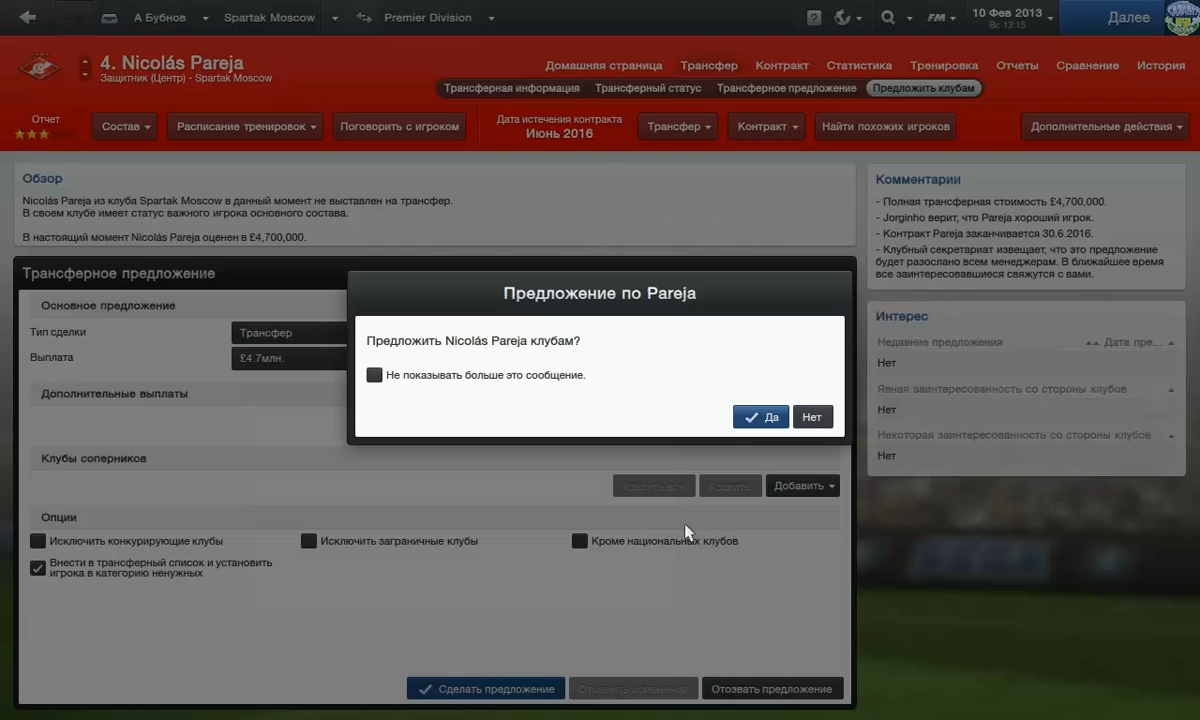 А Бубнов
Spartak Moscow
Premier Division
?
FM
10 Фев 2013
Вс 13:15
Далее
4. Nicolás Pareja
Защитник (Центр) - Spartak Moscow
Домашняя страница
Трансфер
Контракт
Статистика
Тренировка
Отчеты
Сравнение
История
Трансферная информация
Трансферный статус
Трансферное предложение
Предложить клубам
Отчет
Состав
Расписание тренировок
Поговорить с игроком
Дата истечения контракта
Июнь 2016
Трансфер
Контракт
Найти похожих игроков
Дополнительные действия
Обзор
Nicolás Pareja из клуба Spartak Moscow в данный момент не выставлен на трансфер.
В своем клубе имеет статус важного игрока основного состава.
В настоящий момент Nicolás Pareja оценен в £4,700,000.
Комментарии
- Полная трансферная стоимость £4,700,000.
- Jorginho верит, что Pareja хороший игрок.
- Контракт Pareja заканчивается 30.6.2016.
- Клубный секретариат извещает, что это предложение
будет разослано всем менеджерам. В ближайшее время
все заинтересовавшиеся свяжутся с вами.
Трансферное предложение
Основное предложение
Тип сделки
Трансфер
Выплата
£4.7млн.
Дополнительные выплаты
Клубы соперников
Удалить все
Удалить
Добавить
Опции
Исключить конкурирующие клубы
Исключить заграничные клубы
Кроме национальных клубов
Внести в трансферный список и установить
игрока в категорию ненужных
Сделать предложение
Отменить изменения
Отозвать предложение
Предложение по Pareja
Предложить Nicolás Pareja клубам?
Не показывать больше это сообщение.
Да
Нет
Интерес
Недавние предложения
Дата пре...
Нет
Явная заинтересованность со стороны клубов
Нет
Некоторая заинтересованность со стороны клубов
Нет